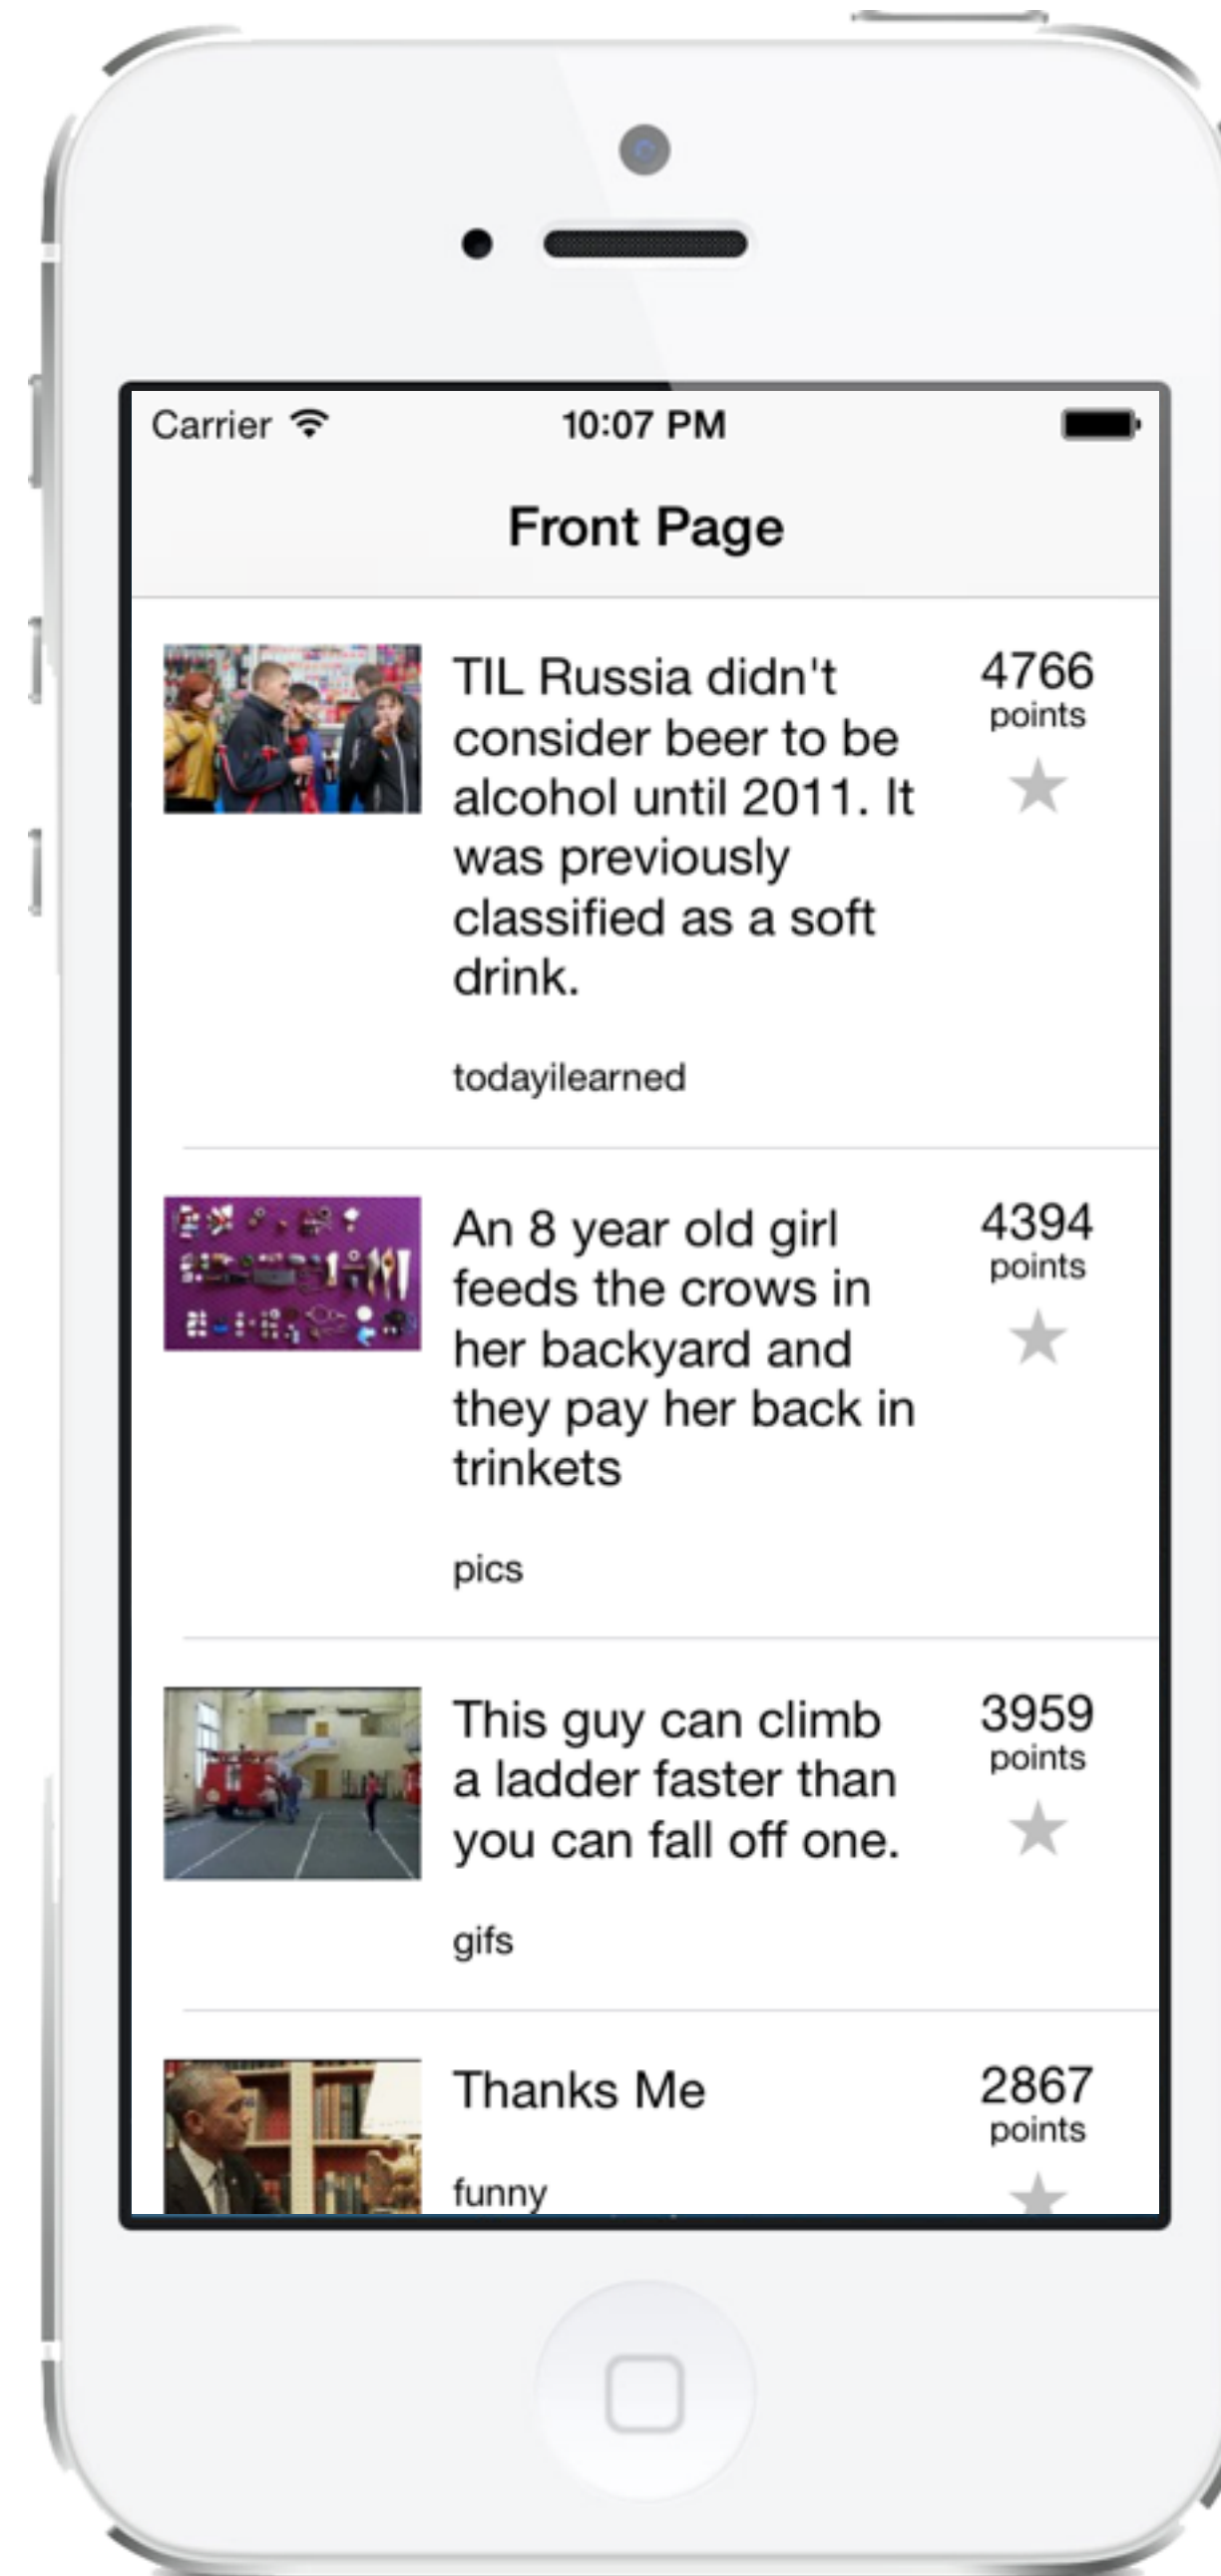 Carrier 10:07 PM
Front Page
TIL Russia didn't
consider beer to be
alcohol until 2011. It
was previously
classified as a soft
drink.
4766
points
todayilearned
An 8 year old girl
feeds the crows in
her backyard and
they pay her back in
trinkets
4394
points
pics
This guy can climb
a ladder faster than
you can fall off one.
3959
points
gifs
Thanks Me
2867
points
funny